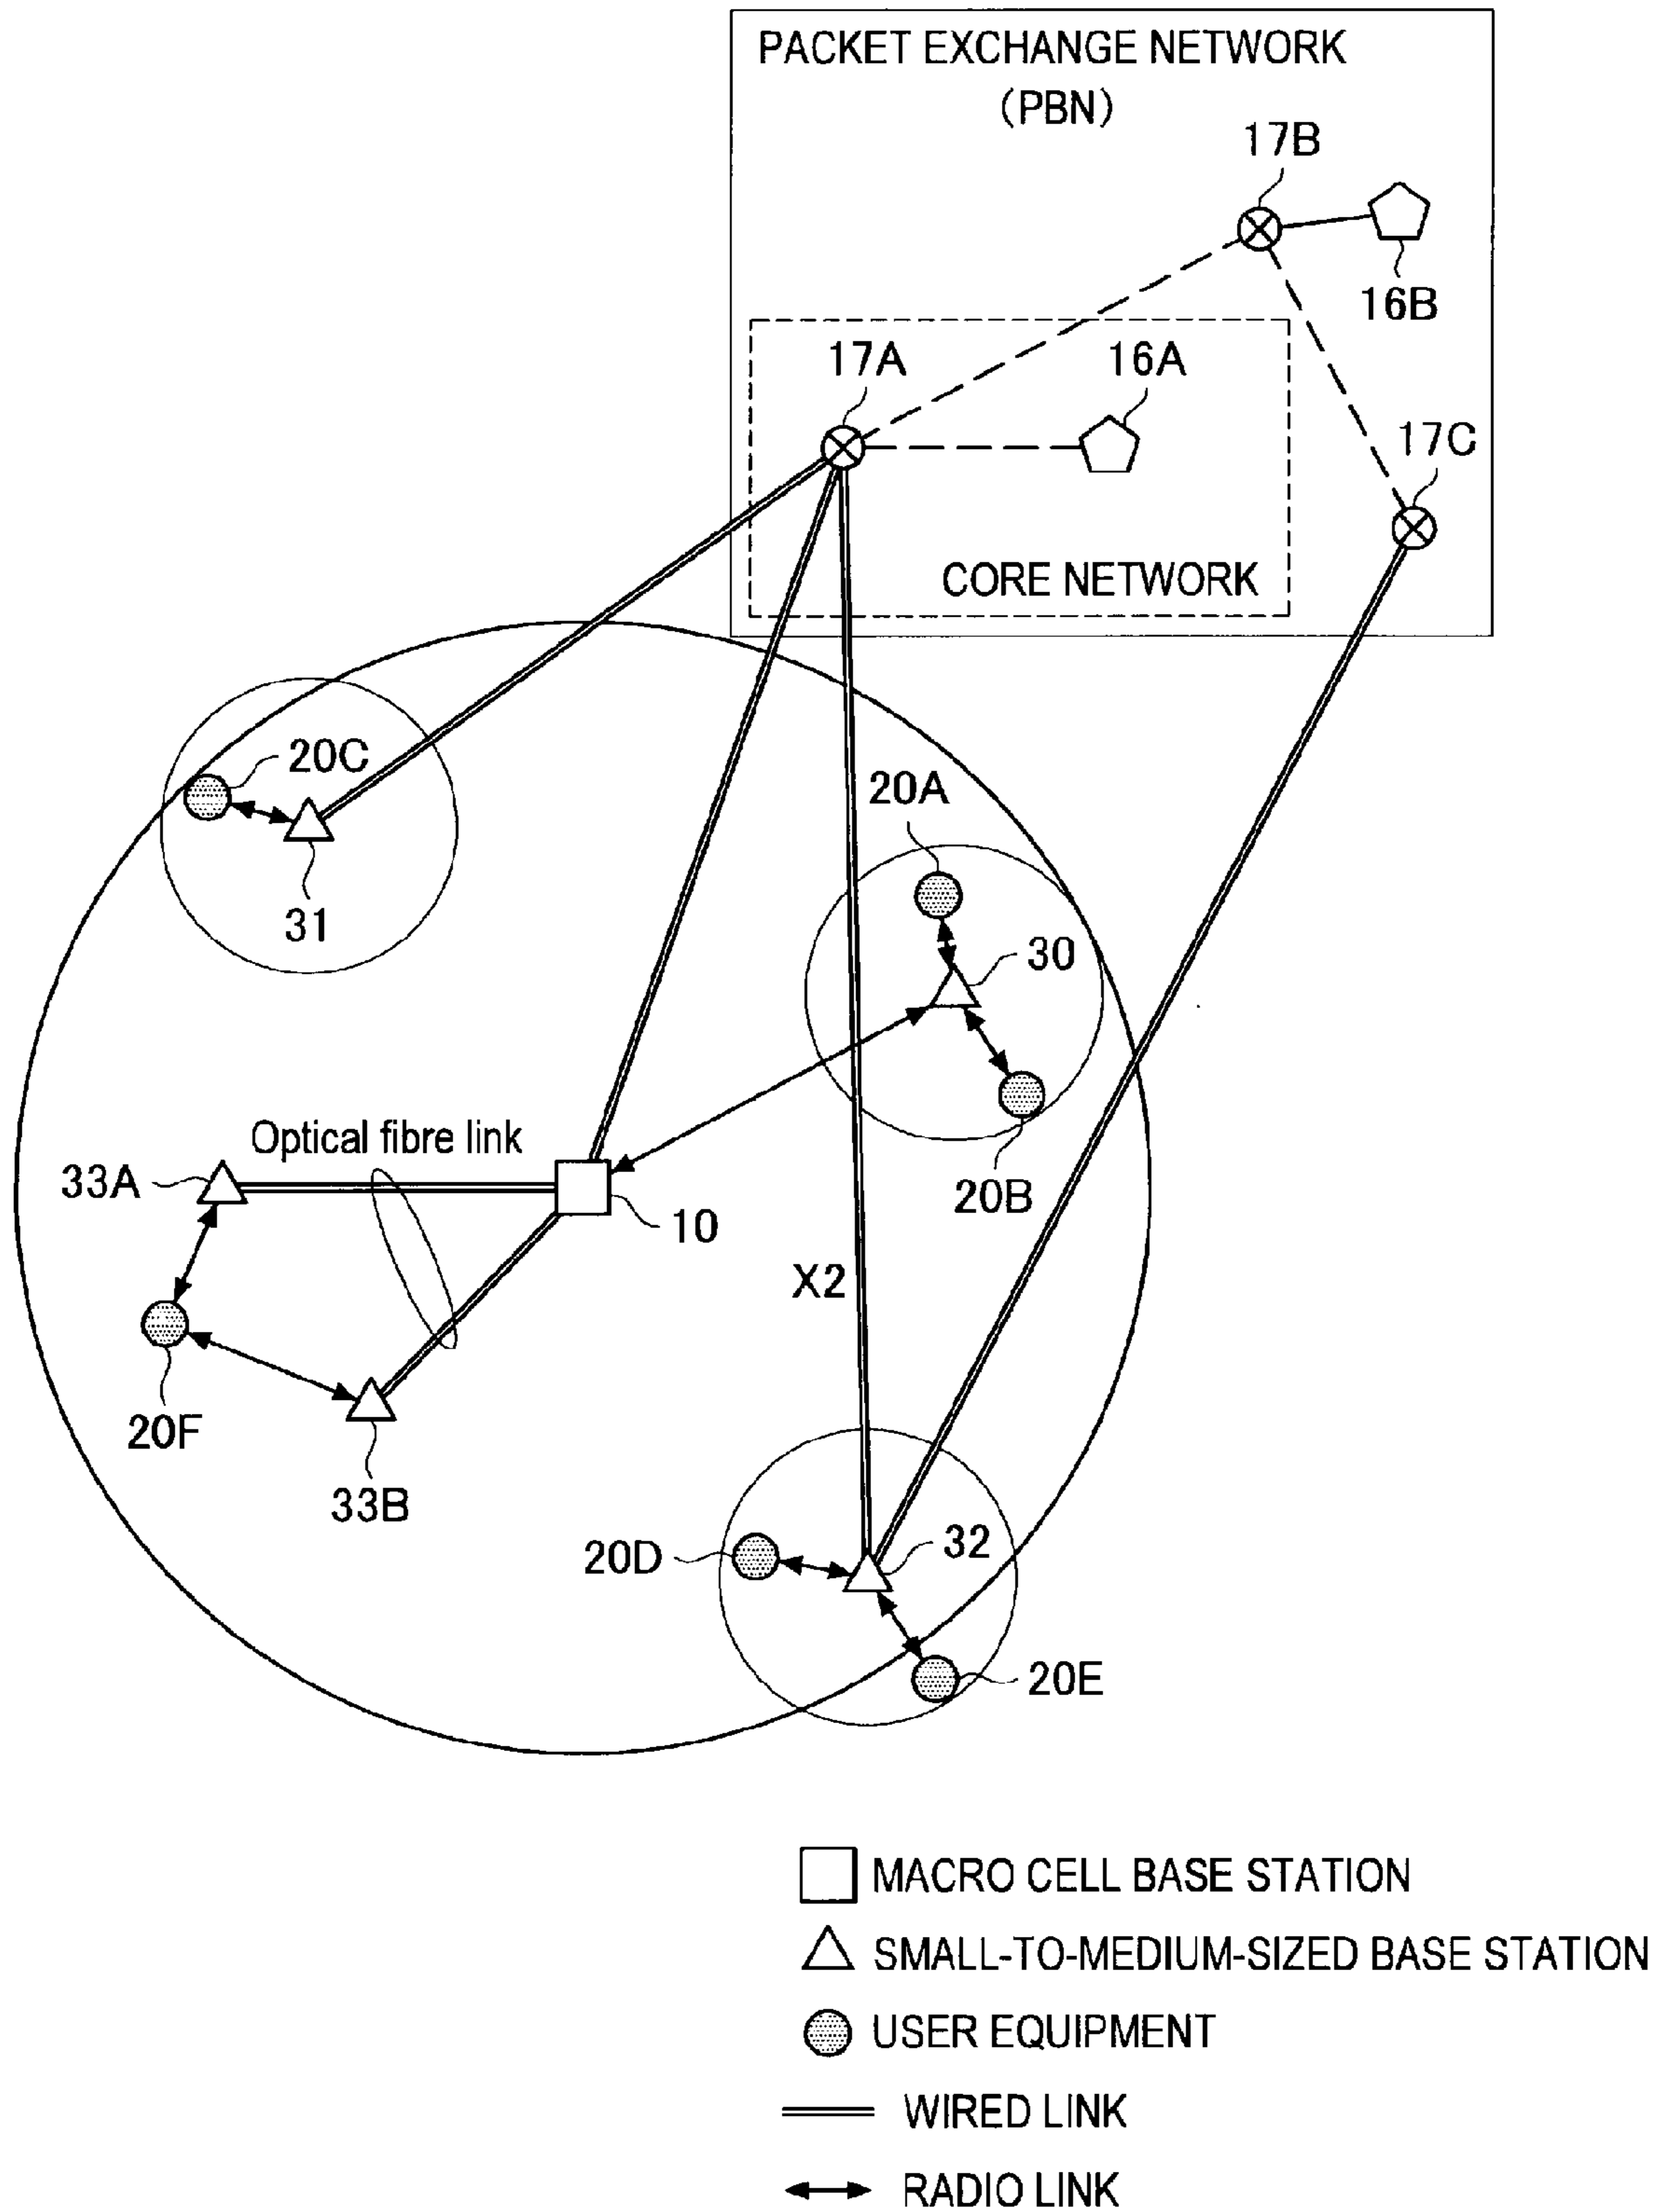 PACKET EXCHANGE NETWORK
(PBN)
17B
16B
17A
16A
17C
CORE NETWORK
20C
31
20A
30
20B
Optical fibre link
33A
10
X2
20F
33B
20D
32
20E
MACRO CELL BASE STATION
SMALL-TO-MEDIUM-SIZED BASE STATION
USER EQUIPMENT
WIRED LINK
RADIO LINK